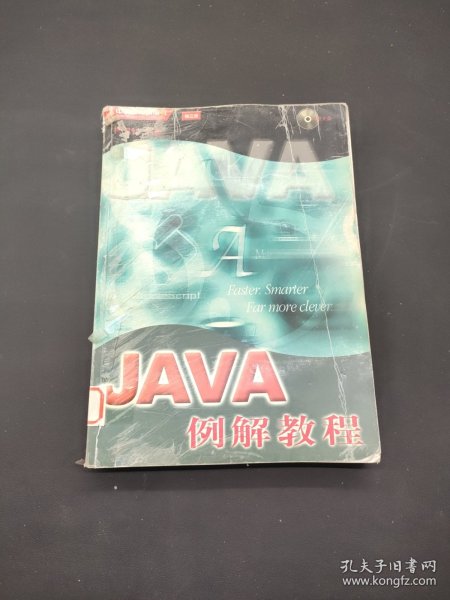 JAVA
A
Faster. Smarter
Far more clever.
JAVA
例解教程
孔夫子旧书网
www.kongfz.com